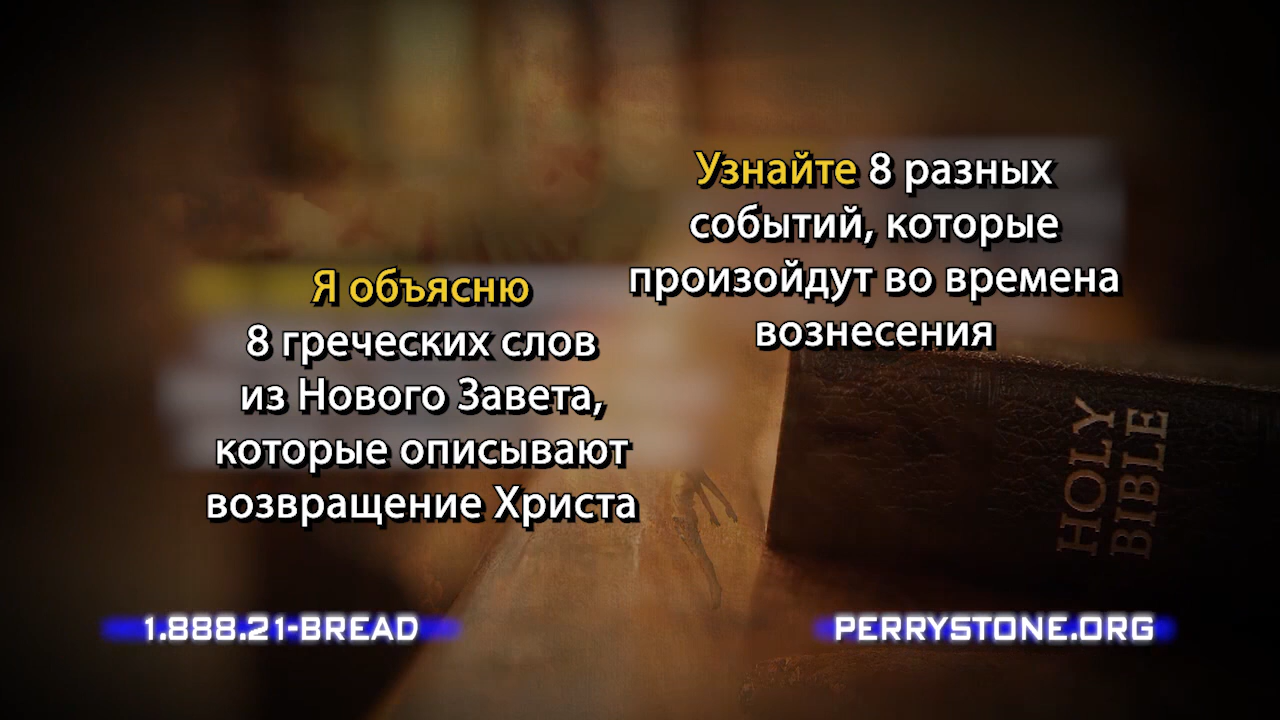 Я объясню
8 греческих слов
из Нового Завета,
которые описывают
возвращение Христа
Узнайте 8 разных
событий, которые
произойдут во времена
вознесения
HOLY
BIBLE
1.888.21-BREAD
PERRYSTONE.ORG